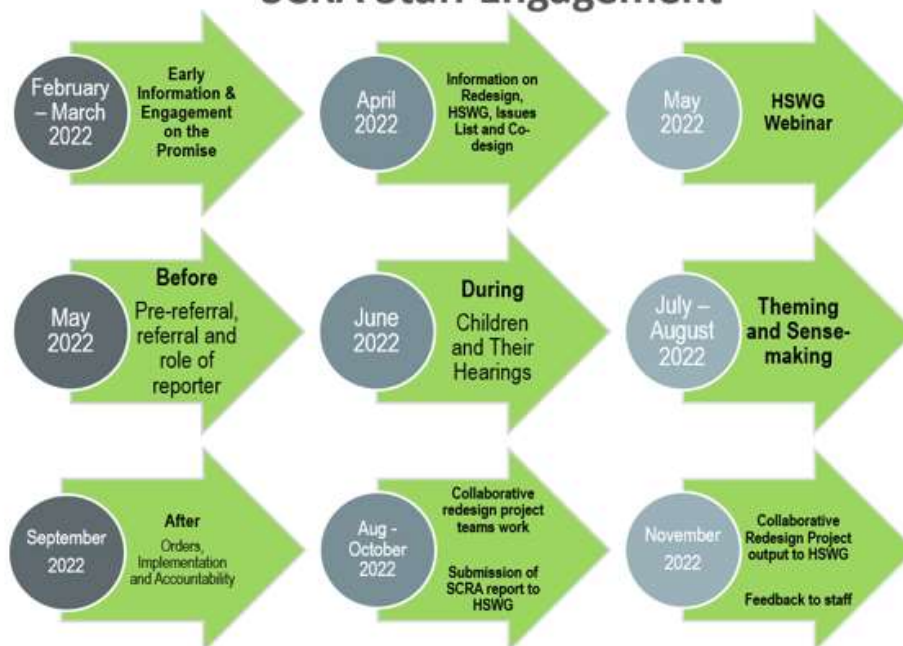 SCRA Staff Engagement
February
– March
2022
Early
Information &
Engagement
on the
Promise
April
2022
Information on
Redesign,
HSWG, Issues
List and Co-
design
May
2022
HSWG
Webinar
May
2022
Before
Pre-referral,
referral and
role of
reporter
June
2022
During
Children
and Their
Hearings
July –
August
2022
Theming
and Sense-
making
September
2022
After
Orders,
Implementation
and Accountability
Aug -
October
2022
Collaborative
redesign project
teams work
Submission of
SCRA report to
HSWG
November
2022
Collaborative
Redesign Project
output to HSWG
Feedback to staff